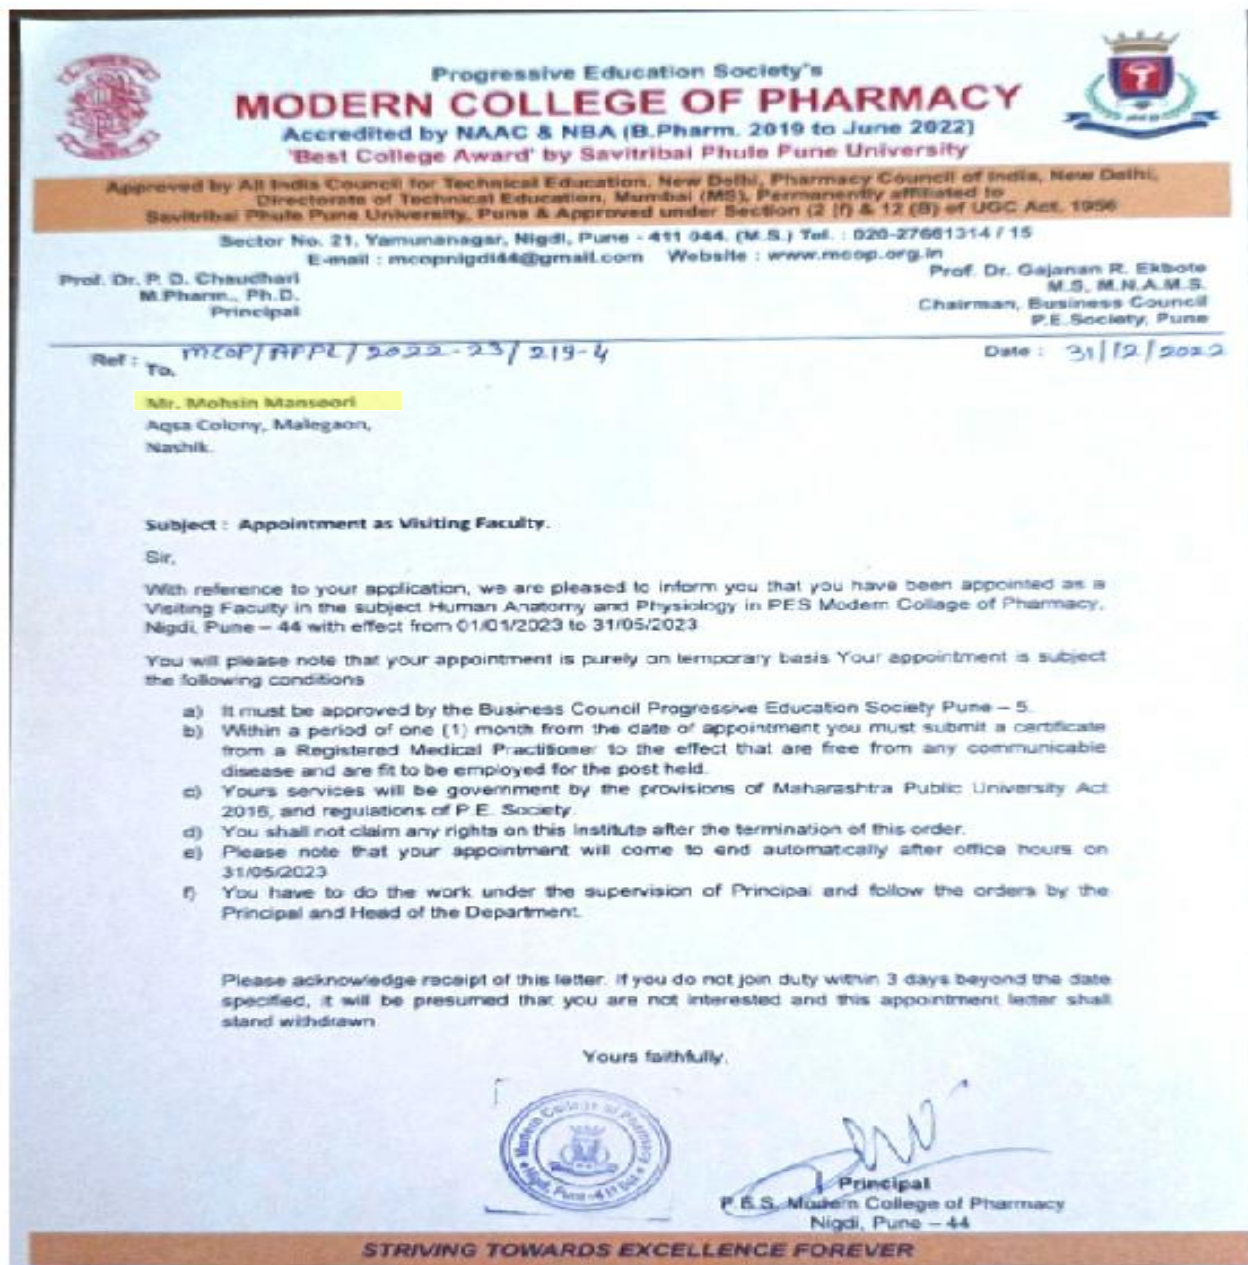 Progressive Education Society's
MODERN COLLEGE OF PHARMACY
Accredited by NAAC & NBA (B.Pharm. 2019 to June 2022)
'Best College Award' by Savitribai Phule Pune University
Approved by All India Council for Technical Education, New Delhi, Pharmacy Council of India, New Delhi,
Directorate of Technical Education, Mumbai (MS), Permanently affiliated to
Savitribai Phule Pune University, Pune & Approved under Section (2 (f) & 12 (B) of UGC Act, 1956
Sector No. 21, Yamunanagar, Nigdi, Pune - 411 044. (M.S.) Tel. : 020-27661314 / 15
E-mail : mcopnigdi44@gmail.com Website : www.mcop.org.in
Prof. Dr. P. D. Chaudhari
M.Pharm., Ph.D.
Principal
Prof. Dr. Gajanan R. Ekbote
M.S, M.N.A.M.S.
Chairman, Business Council
P.E.Society, Pune
Ref : MCOP/APPL/2022-23/219-4
Date : 31/12/2022
To,
Mr. Mohsin Mansoori
Aqsa Colony, Malegaon,
Nashik.
Subject : Appointment as Visiting Faculty.
Sir,
With reference to your application, we are pleased to inform you that you have been appointed as a
Visiting Faculty in the subject Human Anatomy and Physiology in PES Modern Collage of Pharmacy,
Nigdi, Pune – 44 with effect from 01/01/2023 to 31/05/2023
You will please note that your appointment is purely on temporary basis Your appointment is subject
the following conditions
a) It must be approved by the Business Council Progressive Education Society Pune – 5.
b) Within a period of one (1) month from the date of appointment you must submit a certificate
from a Registered Medical Practitioner to the effect that are free from any communicable
disease and are fit to be employed for the post held.
c) Yours services will be government by the provisions of Maharashtra Public University Act
2016, and regulations of P.E. Society.
d) You shall not claim any rights on this Institute after the termination of this order.
e) Please note that your appointment will come to end automatically after office hours on
31/05/2023
f) You have to do the work under the supervision of Principal and follow the orders by the
Principal and Head of the Department.
Please acknowledge receipt of this letter. If you do not join duty within 3 days beyond the date
specified, it will be presumed that you are not interested and this appointment letter shall
stand withdrawn
Yours faithfully,
Modern College of Pharmacy
Nigdi, Pune
Principal
P.E.S. Modern College of Pharmacy
Nigdi, Pune – 44
STRIVING TOWARDS EXCELLENCE FOREVER